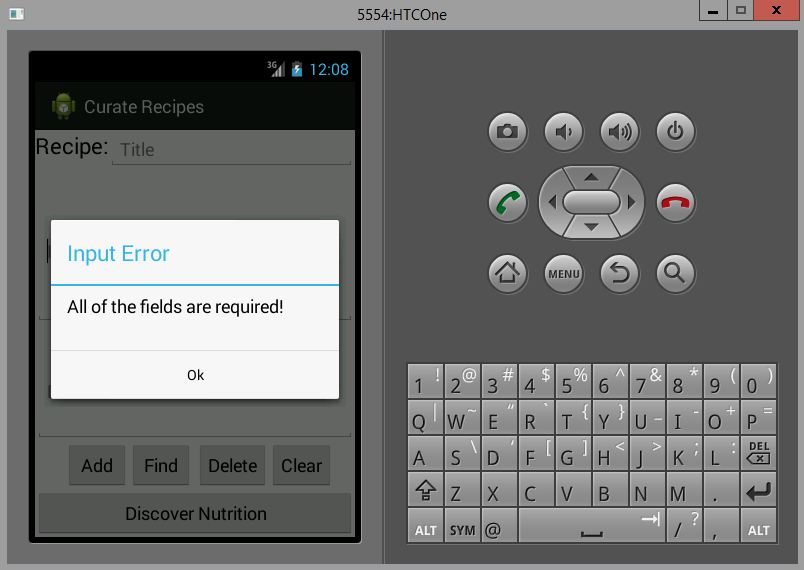 5554:HTCOne
3G 12:08
Curate Recipes
Recipe: Title
Input Error
All of the fields are required!
Ok
Add Find Delete Clear
Discover Nutrition
MENU
1 ! 2 @ 3 # 4 $ 5 % 6 ^ 7 & 8 * 9 ( 0 )
Q | W ~ E “ R ` T { Y } U _ I - O + P =
A S \ D ‘ F [ G ] H < J > K ; L : DEL
Z X C V B N M .
ALT SYM @ / ? , ALT